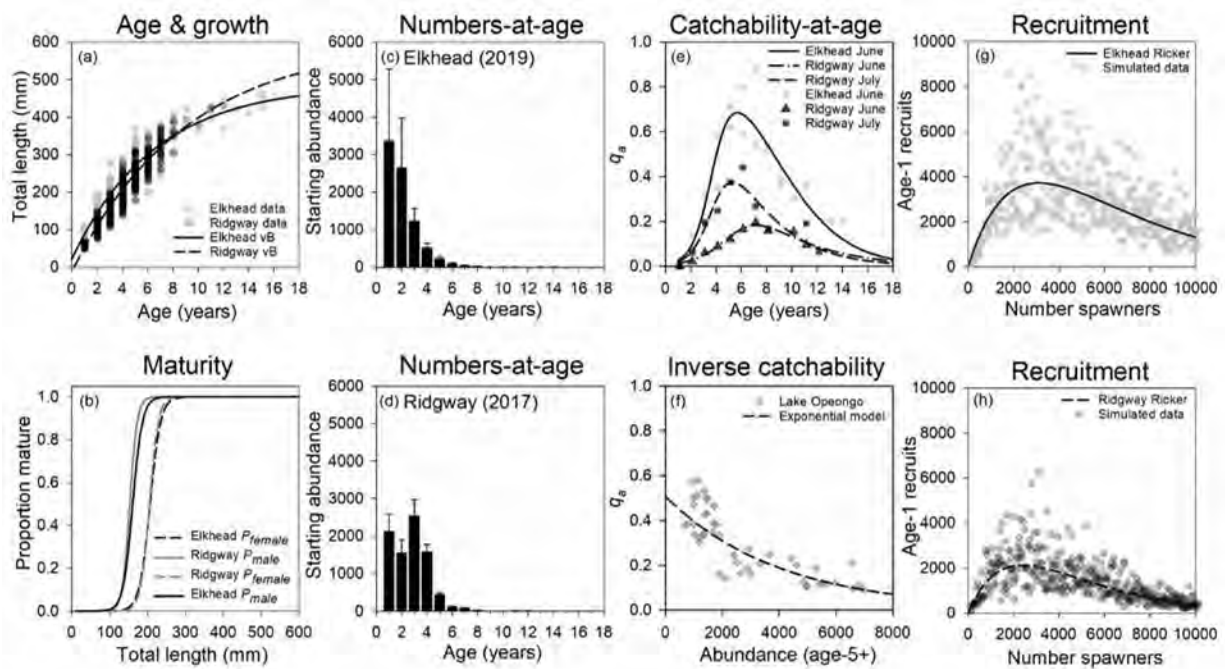 Age & growth
Total length (mm)
600
500
400
300
200
100
0
(a)
Elkhead data
Ridgway data
Elkhead vB
Ridgway vB
0 2 4 6 8 10 12 14 16 18
Age (years)
Numbers-at-age
Starting abundance
6000
5000
4000
3000
2000
1000
0
(c) Elkhead (2019)
0 2 4 6 8 10 12 14 16 18
Age (years)
Catchability-at-age
qa
1.0
0.8
0.6
0.4
0.2
0.0
(e)
Elkhead June
Ridgway June
Ridgway July
Elkhead June
Ridgway June
Ridgway July
0 2 4 6 8 10 12 14 16 18
Age (years)
Recruitment
Age-1 recruits
10000
8000
6000
4000
2000
0
(g)
Elkhead Ricker
Simulated data
0 2000 4000 6000 8000 10000
Number spawners
Maturity
Proportion mature
1.0
0.8
0.6
0.4
0.2
0.0
(b)
Elkhead Pfemale
Ridgway Pmale
Ridgway Pfemale
Elkhead Pmale
0 100 200 300 400 500 600
Total length (mm)
Numbers-at-age
Starting abundance
6000
5000
4000
3000
2000
1000
0
(d) Ridgway (2017)
0 2 4 6 8 10 12 14 16 18
Age (years)
Inverse catchability
qa
1.0
0.8
0.6
0.4
0.2
0.0
(f)
Lake Opeongo
Exponential model
0 2000 4000 6000 8000
Abundance (age-5+)
Recruitment
Age-1 recruits
10000
8000
6000
4000
2000
0
(h)
Ridgway Ricker
Simulated data
0 2000 4000 6000 8000 10000
Number spawners